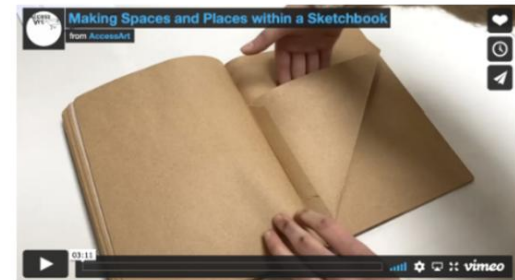 Making Spaces and Places within a Sketchbook
from AccessArt
03:11
vimeo